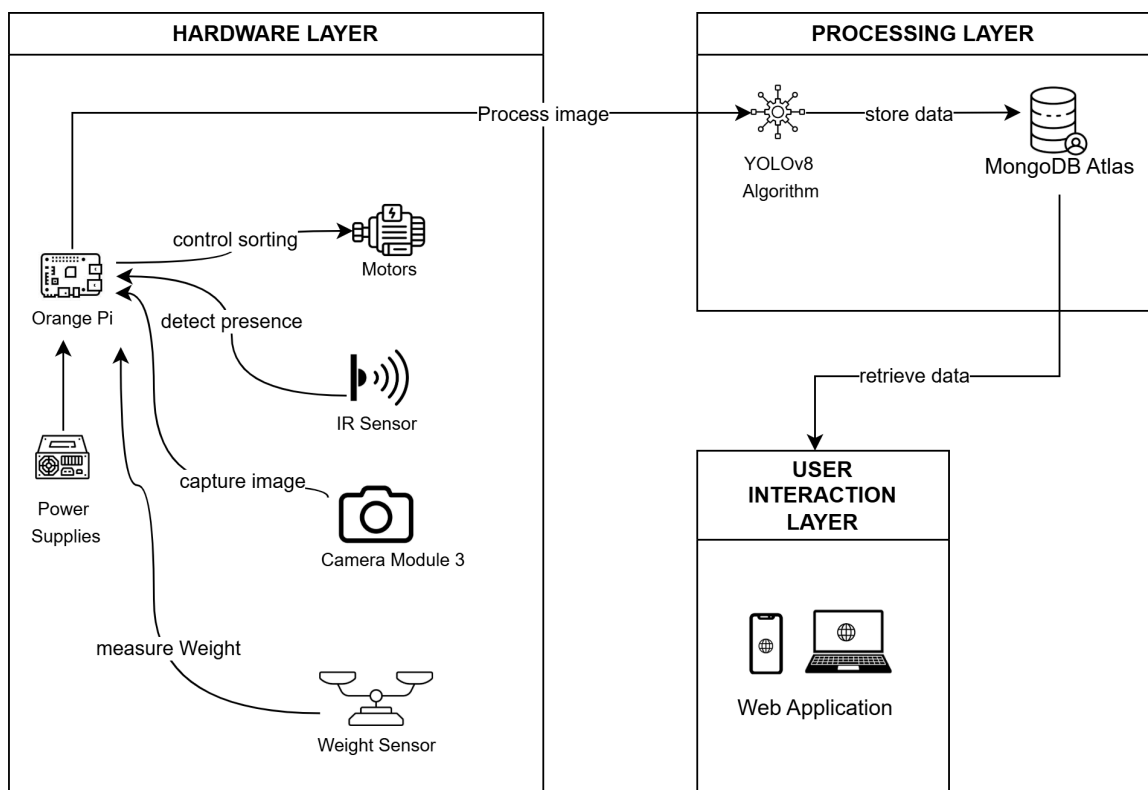 HARDWARE LAYER
PROCESSING LAYER
Process image
store data
YOLOv8
Algorithm
MongoDB Atlas
control sorting
Motors
Orange Pi
detect presence
IR Sensor
retrieve data
Power
Supplies
capture image
Camera Module 3
USER
INTERACTION
LAYER
measure Weight
Weight Sensor
Web Application